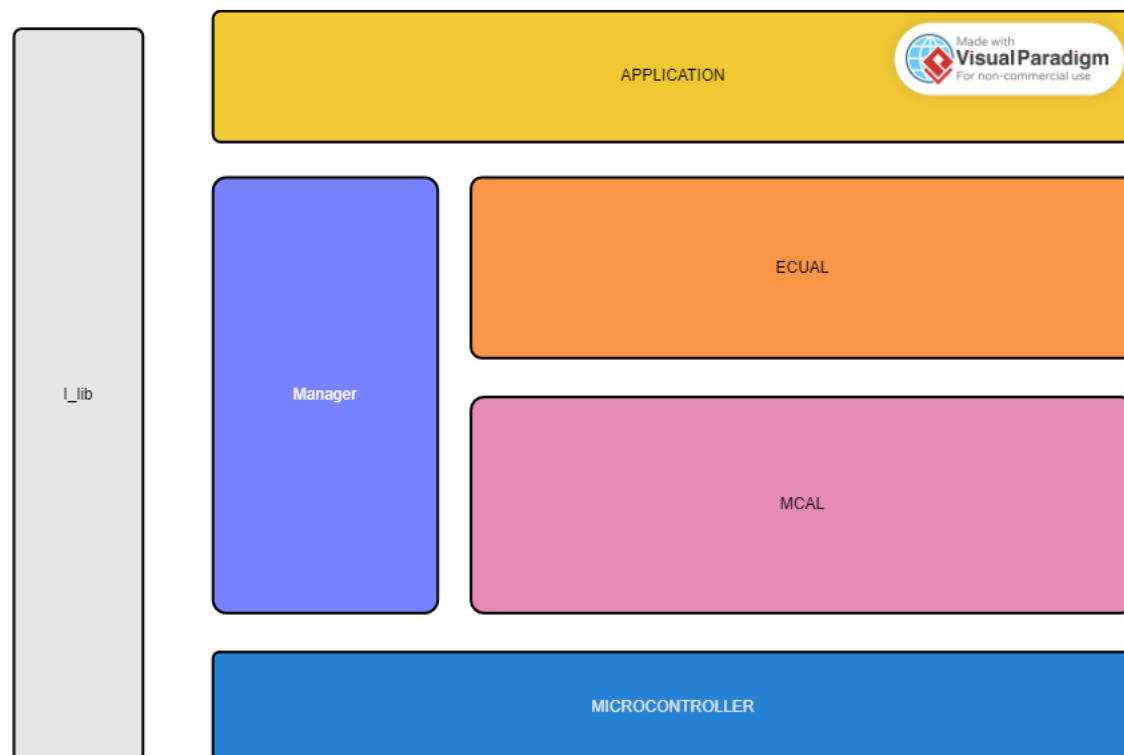 APPLICATION
Made with
Visual Paradigm
For non-commercial use
ECUAL
l_lib
Manager
MCAL
MICROCONTROLLER